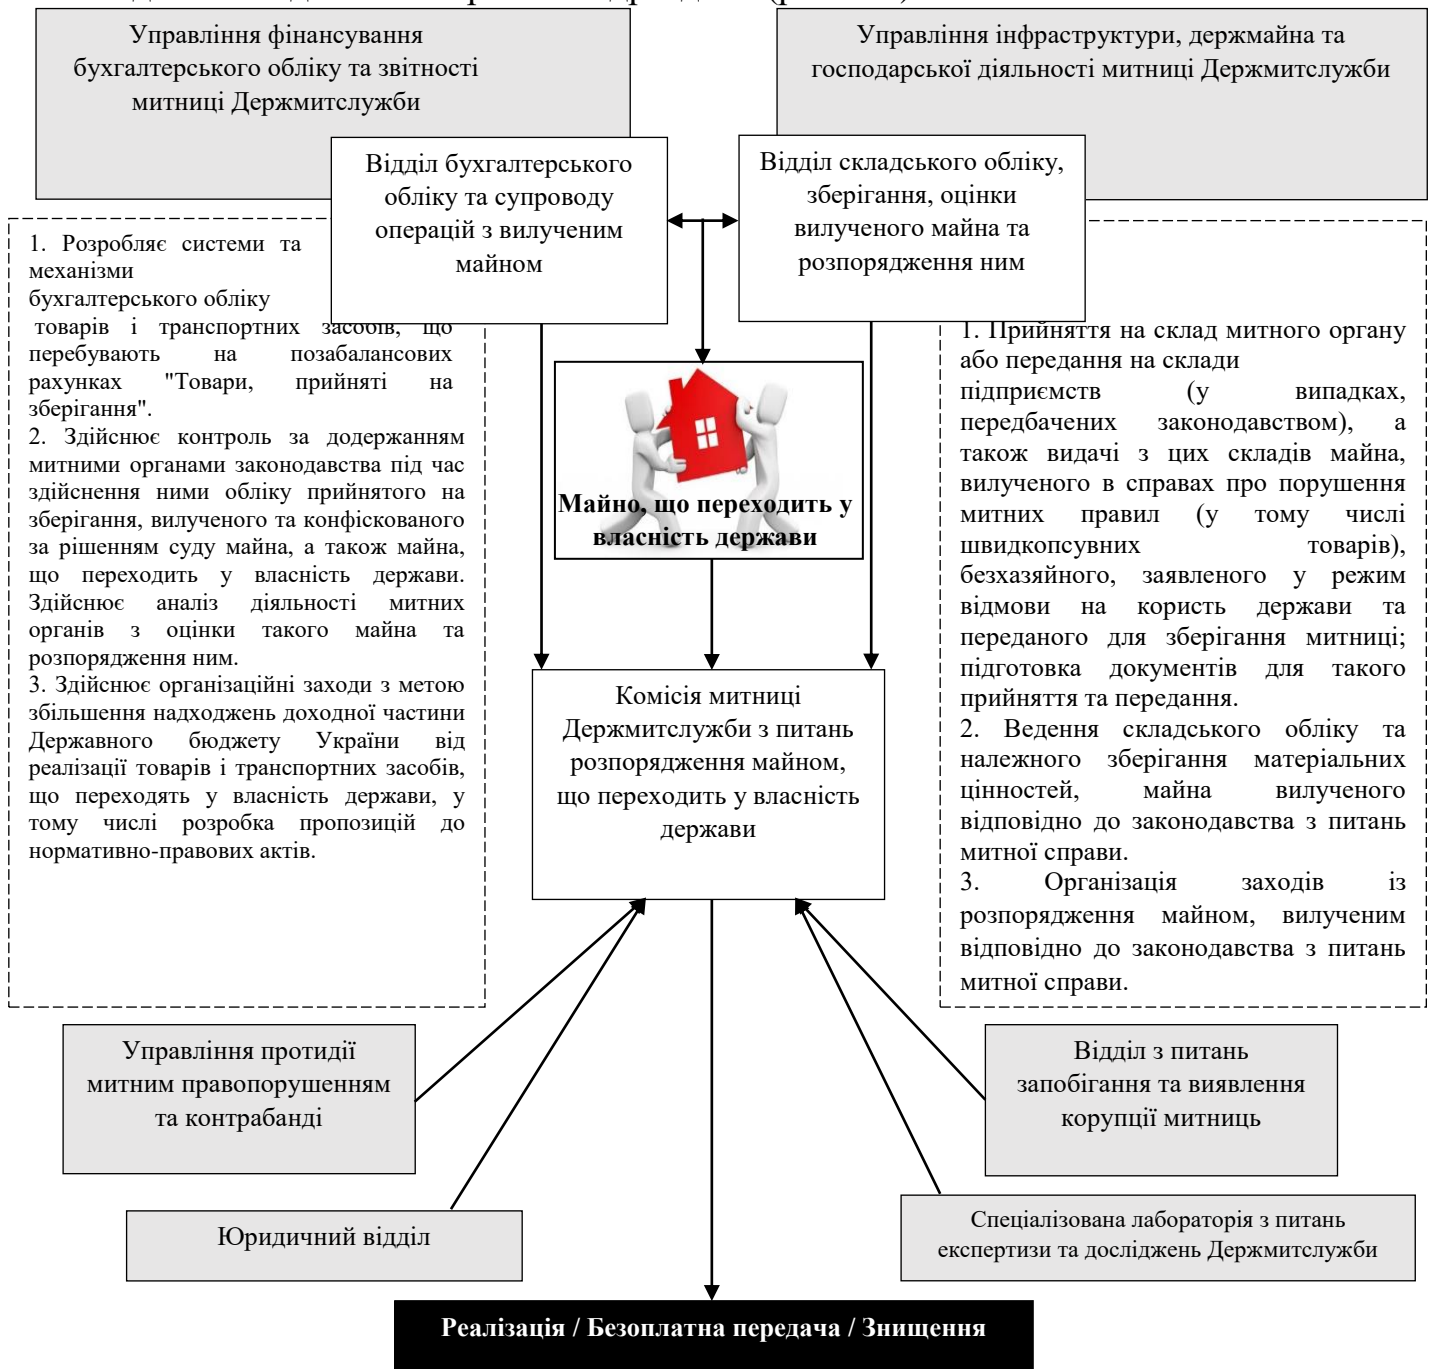 Управління фінансування
бухгалтерського обліку та звітності
митниці Держмитслужби
Управління інфраструктури, держмайна та
господарської діяльності митниці Держмитслужби
Відділ бухгалтерського
обліку та супроводу
операцій з вилученим
майном
Відділ складського обліку,
зберігання, оцінки
вилученого майна та
розпорядження ним
1. Розробляє системи та
механізми
бухгалтерського обліку
товарів і транспортних засобів, що
перебувають на позабалансових
рахунках "Товари, прийняті на
зберігання".
2. Здійснює контроль за додержанням
митними органами законодавства під час
здійснення ними обліку прийнятого на
зберігання, вилученого та конфіскованого
за рішенням суду майна, а також майна,
що переходить у власність держави.
Здійснює аналіз діяльності митних
органів з оцінки такого майна та
розпорядження ним.
3. Здійснює організаційні заходи з метою
збільшення надходжень доходної частини
Державного бюджету України від
реалізації товарів і транспортних засобів,
що переходять у власність держави, у
тому числі розробка пропозицій до
нормативно-правових актів.
Майно, що переходить у
власність держави
1. Прийняття на склад митного органу
або передання на склади
підприємств (у випадках,
передбачених законодавством), а
також видачі з цих складів майна,
вилученого в справах про порушення
митних правил (у тому числі
швидкопсувних товарів),
безхазяйного, заявленого у режим
відмови на користь держави та
переданого для зберігання митниці;
підготовка документів для такого
прийняття та передання.
2. Ведення складського обліку та
належного зберігання матеріальних
цінностей, майна вилученого
відповідно до законодавства з питань
митної справи.
3. Організація заходів із
розпорядження майном, вилученим
відповідно до законодавства з питань
митної справи.
Комісія митниці
Держмитслужби з питань
розпорядження майном,
що переходить у власність
держави
Управління протидії
митним правопорушенням
та контрабанді
Відділ з питань
запобігання та виявлення
корупції митниць
Юридичний відділ
Спеціалізована лабораторія з питань
експертизи та досліджень Держмитслужби
Реалізація / Безоплатна передача / Знищення